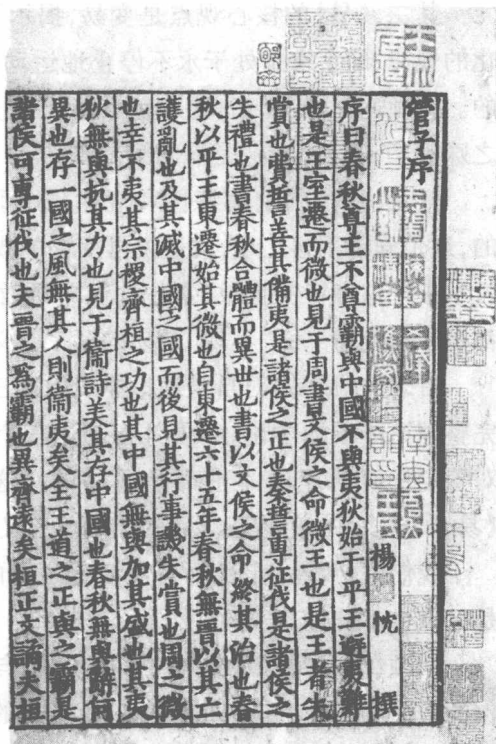 管子序
楊忱撰
序曰春秋尊王不尊霸與中國不與夷狄始于平王避夷難
也是王室遷而微也見于周書文侯之命微王也是王者失
賞也費誓善其備夷是諸侯之正也秦誓專征伐是諸侯之
失禮也書春秋合體而異世也書以文侯之命終其治也春
秋以平王東遷始其微也自東遷六十五年春秋無晉以其亡
護亂也及其滅中國之國而後見其行事譏失賞也周之微
也幸不夷其宗稷齊桓之功也其中國無與加其盛也其夷
狄無與抗其力也見于衞詩美其存中國也春秋無與辭何
異也存一國之風無其人則衞夷矣全王道之正與之霸是
諸侯可專征伐也夫晉之為霸也異齊遠矣桓正文譎夫桓